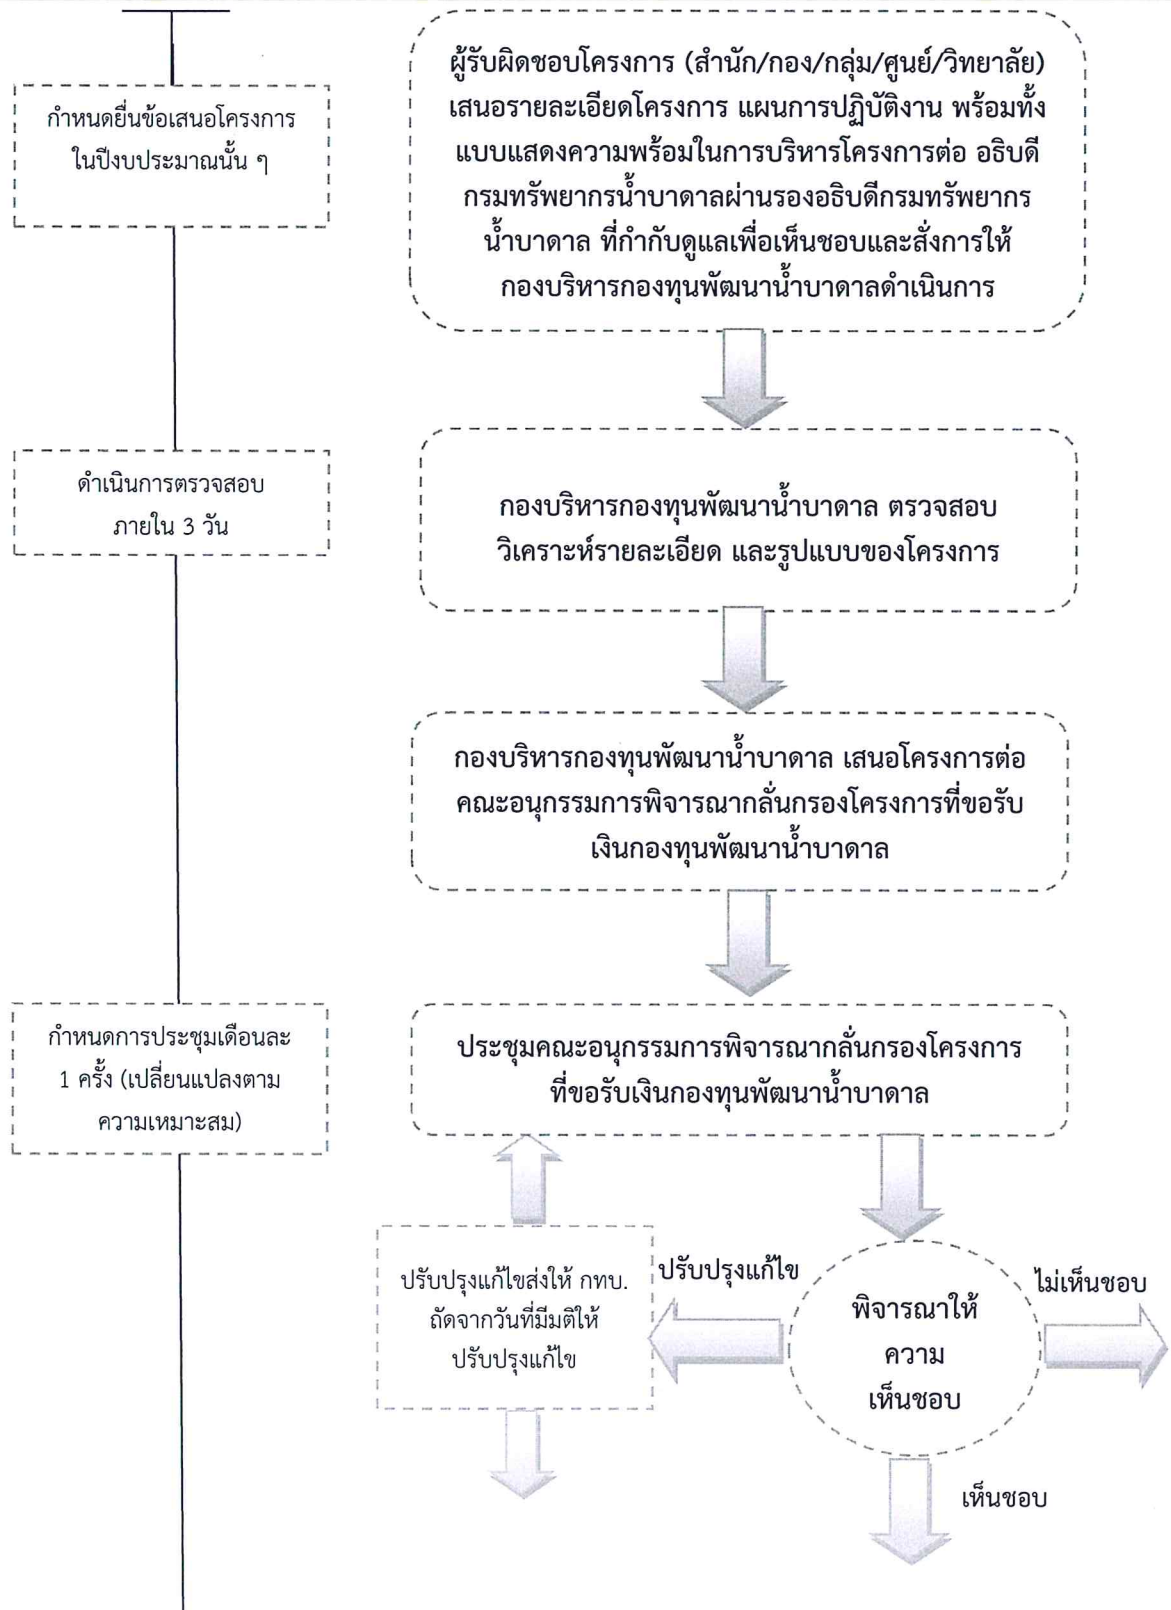 ผู้รับผิดชอบโครงการ (สำนัก/กอง/กลุ่ม/ศูนย์/วิทยาลัย)
เสนอรายละเอียดโครงการ แผนการปฏิบัติงาน พร้อมทั้ง
แบบแสดงความพร้อมในการบริหารโครงการต่อ อธิบดี
กรมทรัพยากรน้ำบาดาลผ่านรองอธิบดีกรมทรัพยากร
น้ำบาดาล ที่กำกับดูแลเพื่อเห็นชอบและสั่งการให้
กองบริหารกองทุนพัฒนาน้ำบาดาลดำเนินการ
กำหนดยื่นข้อเสนอโครงการ
ในปีงบประมาณนั้น ๆ
ดำเนินการตรวจสอบ
ภายใน 3 วัน
กองบริหารกองทุนพัฒนาน้ำบาดาล ตรวจสอบ
วิเคราะห์รายละเอียด และรูปแบบของโครงการ
กองบริหารกองทุนพัฒนาน้ำบาดาล เสนอโครงการต่อ
คณะอนุกรรมการพิจารณากลั่นกรองโครงการที่ขอรับ
เงินกองทุนพัฒนาน้ำบาดาล
กำหนดการประชุมเดือนละ
1 ครั้ง (เปลี่ยนแปลงตาม
ความเหมาะสม)
ประชุมคณะอนุกรรมการพิจารณากลั่นกรองโครงการ
ที่ขอรับเงินกองทุนพัฒนาน้ำบาดาล
ปรับปรุงแก้ไขส่งให้ กทบ.
ถัดจากวันที่มีมติให้
ปรับปรุงแก้ไข
ปรับปรุงแก้ไข
พิจารณาให้
ความ
เห็นชอบ
ไม่เห็นชอบ
เห็นชอบ